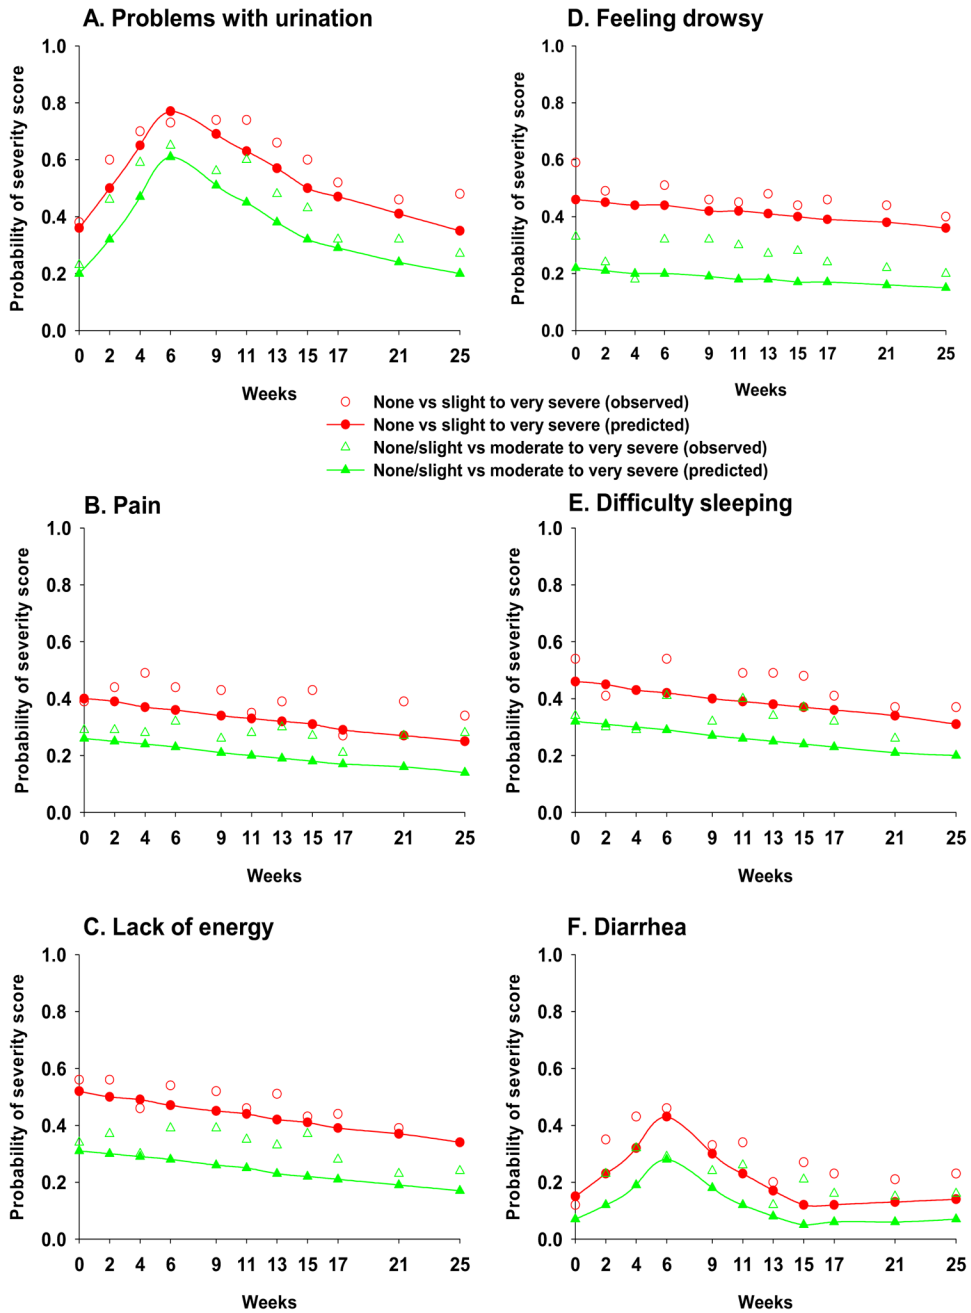 A. Problems with urination
Probability of severity score
1.0
0.8
0.6
0.4
0.2
0.0
0 2 4 6 9 11 13 15 17 21 25
Weeks
D. Feeling drowsy
Probability of severity score
1.0
0.8
0.6
0.4
0.2
0.0
0 2 4 6 9 11 13 15 17 21 25
Weeks
None vs slight to very severe (observed)
None vs slight to very severe (predicted)
None/slight vs moderate to very severe (observed)
None/slight vs moderate to very severe (predicted)
B. Pain
Probability of severity score
1.0
0.8
0.6
0.4
0.2
0.0
0 2 4 6 9 11 13 15 17 21 25
Weeks
E. Difficulty sleeping
Probability of severity score
1.0
0.8
0.6
0.4
0.2
0.0
0 2 4 6 9 11 13 15 17 21 25
Weeks
C. Lack of energy
Probability of severity score
1.0
0.8
0.6
0.4
0.2
0.0
0 2 4 6 9 11 13 15 17 21 25
Weeks
F. Diarrhea
Probability of severity score
1.0
0.8
0.6
0.4
0.2
0.0
0 2 4 6 9 11 13 15 17 21 25
Weeks